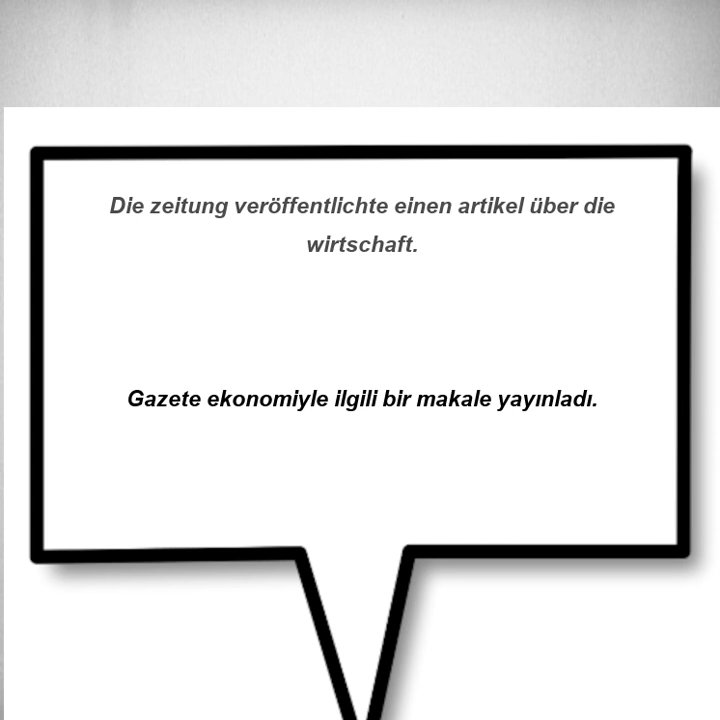 Die zeitung veröffentlichte einen artikel über die
wirtschaft.
Gazete ekonomiyle ilgili bir makale yayınladı.